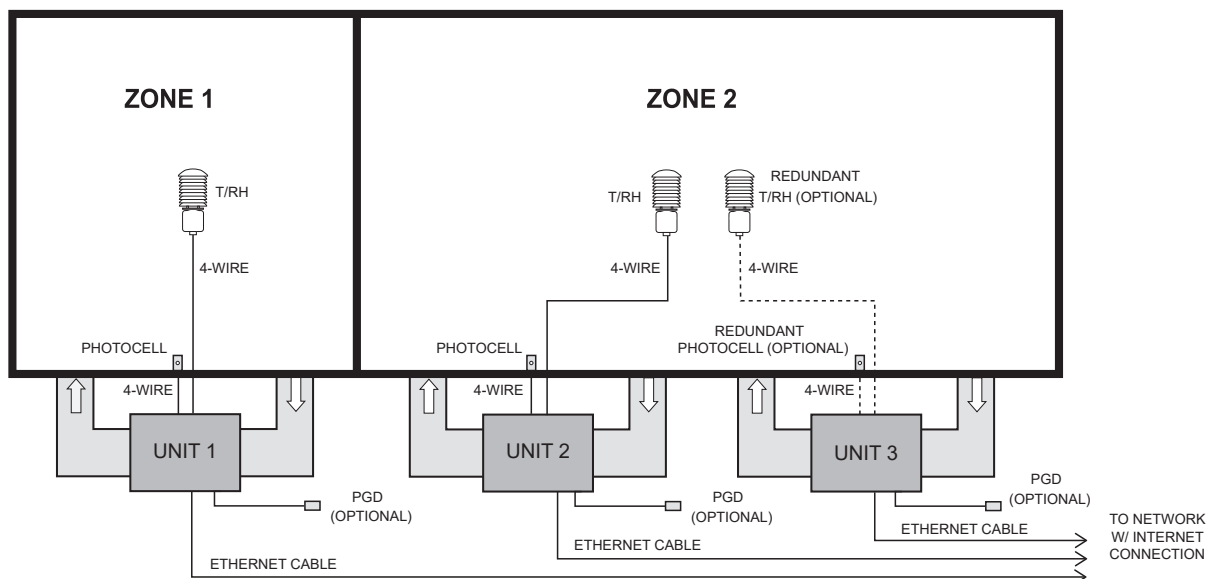 ZONE 1
ZONE 2
T/RH
T/RH
REDUNDANT
T/RH (OPTIONAL)
4-WIRE
4-WIRE
4-WIRE
PHOTOCELL
PHOTOCELL
REDUNDANT
PHOTOCELL (OPTIONAL)
4-WIRE
4-WIRE
4-WIRE
UNIT 1
UNIT 2
UNIT 3
PGD
(OPTIONAL)
PGD
(OPTIONAL)
PGD
(OPTIONAL)
ETHERNET CABLE
ETHERNET CABLE
ETHERNET CABLE
TO NETWORK
W/ INTERNET
CONNECTION